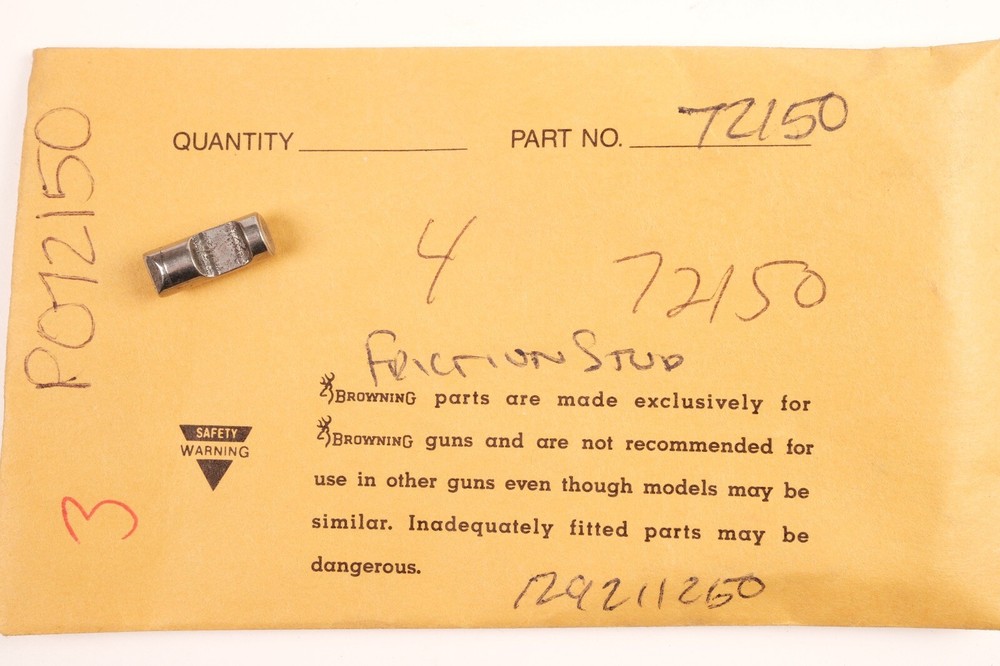 QUANTITY
PART NO. 72150
P072150
4
72150
FRICTION STUD
BROWNING parts are made exclusively for
BROWNING guns and are not recommended for
use in other guns even though models may be
similar. Inadequately fitted parts may be
dangerous.
SAFETY
WARNING
3